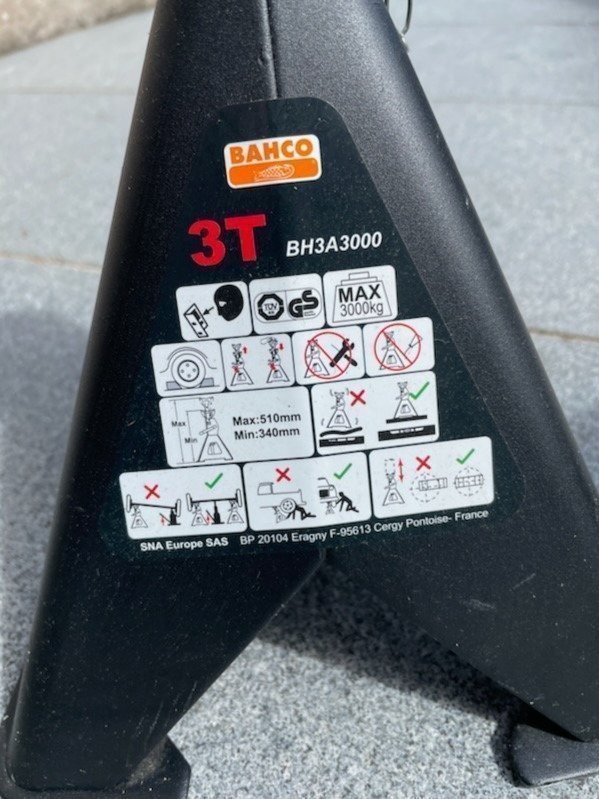 BAHCO
3T BH3A3000
TÜV
GS
MAX
3000kg
Max
Min
Max:510mm
Min:340mm
SNA Europe SAS BP 20104 Eragny F-95613 Cergy Pontoise- France